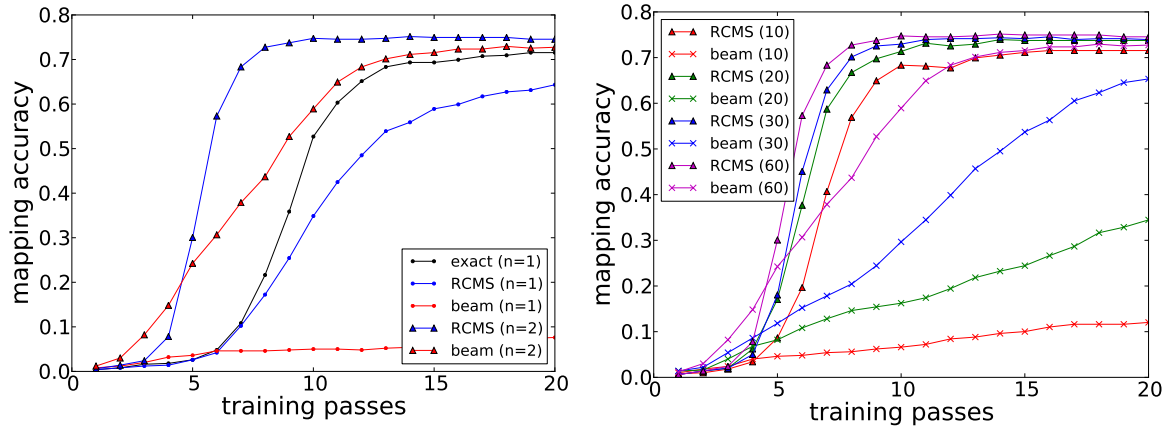 0.8
0.7
0.6
0.5
0.4
0.3
0.2
0.1
0.0
mapping accuracy
0 5 10 15 20
training passes
exact (n=1)
RCMS (n=1)
beam (n=1)
RCMS (n=2)
beam (n=2)
0.8
0.7
0.6
0.5
0.4
0.3
0.2
0.1
0.0
mapping accuracy
0 5 10 15 20
training passes
RCMS (10)
beam (10)
RCMS (20)
beam (20)
RCMS (30)
beam (30)
RCMS (60)
beam (60)